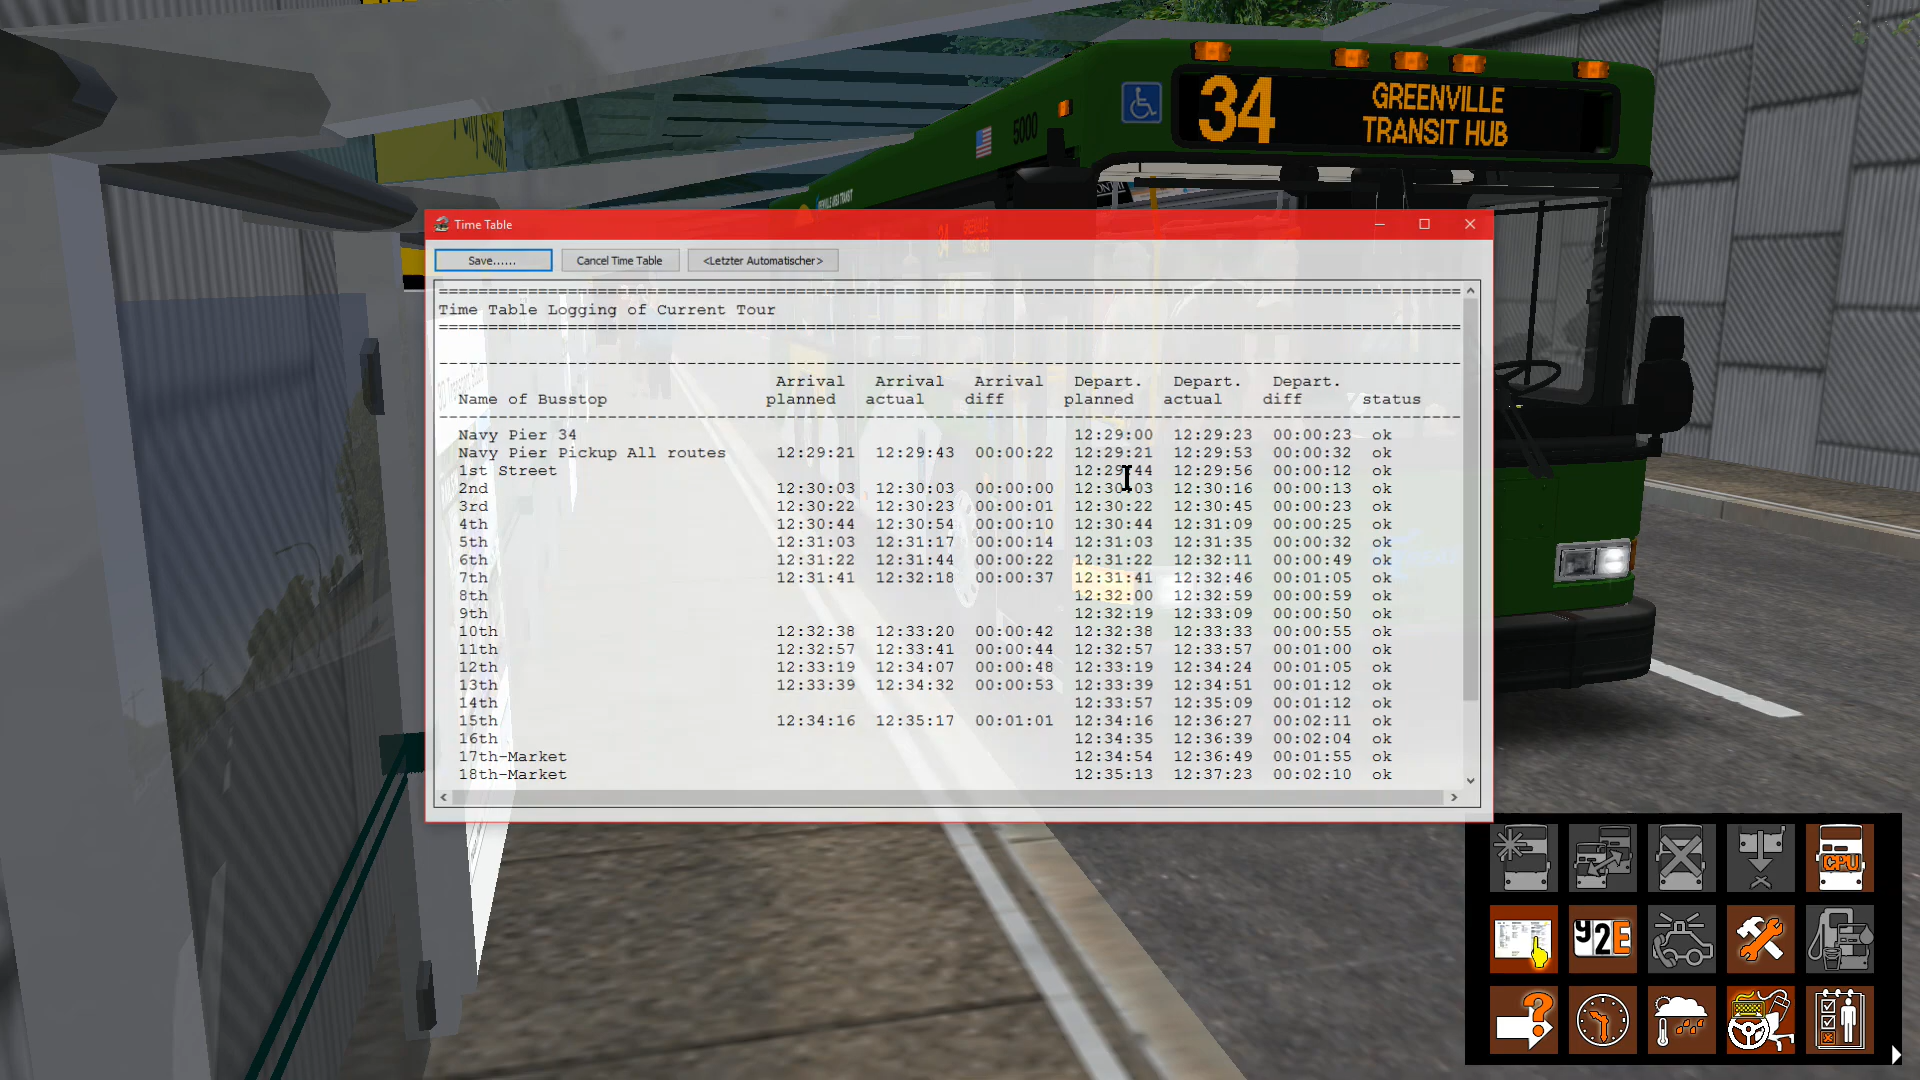 y City Station
34
GREENVILLE
TRANSIT HUB
5000
Time Table
Save......
Cancel Time Table
<Letzter Automatischer>
Time Table Logging of Current Tour
Arrival Arrival Arrival Depart. Depart. Depart.
Name of Busstop planned actual diff planned actual diff status
Navy Pier 34 12:29:00 12:29:23 00:00:23 ok
Navy Pier Pickup All routes 12:29:21 12:29:43 00:00:22 12:29:21 12:29:53 00:00:32 ok
1st Street 12:29:44 12:29:56 00:00:12 ok
2nd 12:30:03 12:30:03 00:00:00 12:30:03 12:30:16 00:00:13 ok
3rd 12:30:22 12:30:23 00:00:01 12:30:22 12:30:45 00:00:23 ok
4th 12:30:44 12:30:54 00:00:10 12:30:44 12:31:09 00:00:25 ok
5th 12:31:03 12:31:17 00:00:14 12:31:03 12:31:35 00:00:32 ok
6th 12:31:22 12:31:44 00:00:22 12:31:22 12:32:11 00:00:49 ok
7th 12:31:41 12:32:18 00:00:37 12:31:41 12:32:46 00:01:05 ok
8th 12:32:00 12:32:59 00:00:59 ok
9th 12:32:19 12:33:09 00:00:50 ok
10th 12:32:38 12:33:20 00:00:42 12:32:38 12:33:33 00:00:55 ok
11th 12:32:57 12:33:41 00:00:44 12:32:57 12:33:57 00:01:00 ok
12th 12:33:19 12:34:07 00:00:48 12:33:19 12:34:24 00:01:05 ok
13th 12:33:39 12:34:32 00:00:53 12:33:39 12:34:51 00:01:12 ok
14th 12:33:57 12:35:09 00:01:12 ok
15th 12:34:16 12:35:17 00:01:01 12:34:16 12:36:27 00:02:11 ok
16th 12:34:35 12:36:39 00:02:04 ok
17th-Market 12:34:54 12:36:49 00:01:55 ok
18th-Market 12:35:13 12:37:23 00:02:10 ok
CPU
92E
?